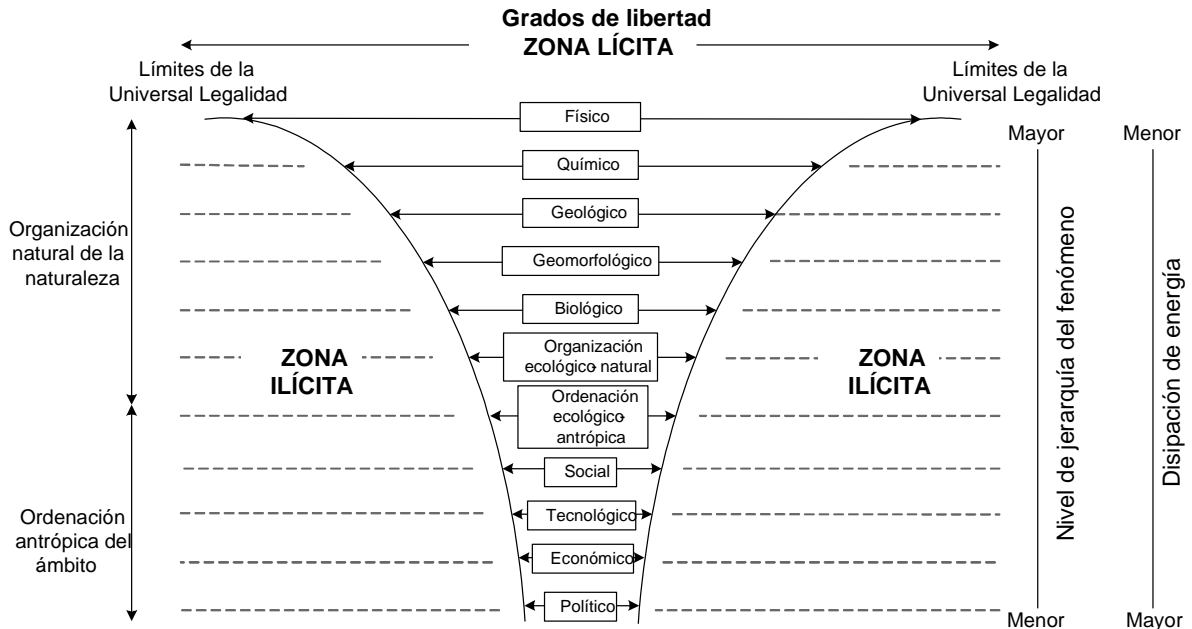 Grados de libertad
ZONA LÍCITA
Límites de la
Universal Legalidad
Límites de la
Universal Legalidad
Físico
Mayor
Menor
Químico
Geológico
Organización
natural de la
naturaleza
Geomorfológico
Biológico
Organización
ecológico-natural
ZONA
ILÍCITA
ZONA
ILÍCITA
Ordenación
ecológico-
antrópica
Social
Ordenación
antrópica del
ámbito
Tecnológico
Económico
Político
Nivel de jerarquía del fenómeno
Disipación de energía
Menor
Mayor